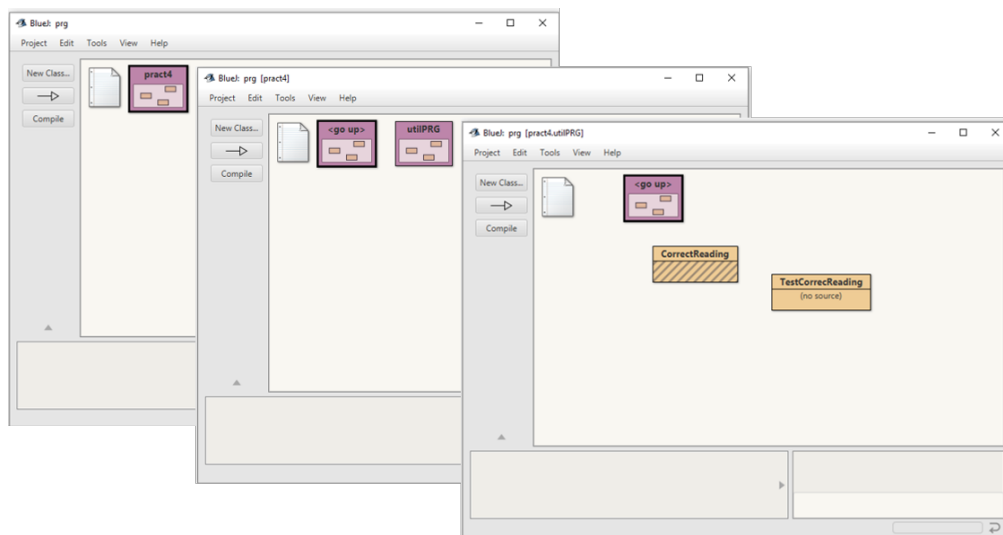 BlueJ: prg
Project Edit Tools View Help
New Class...
Compile
pract4
BlueJ: prg [pract4]
Project Edit Tools View Help
New Class...
Compile
<go up>
utilPRG
BlueJ: prg [pract4.utilPRG]
Project Edit Tools View Help
New Class...
Compile
<go up>
CorrectReading
TestCorrecReading
(no source)